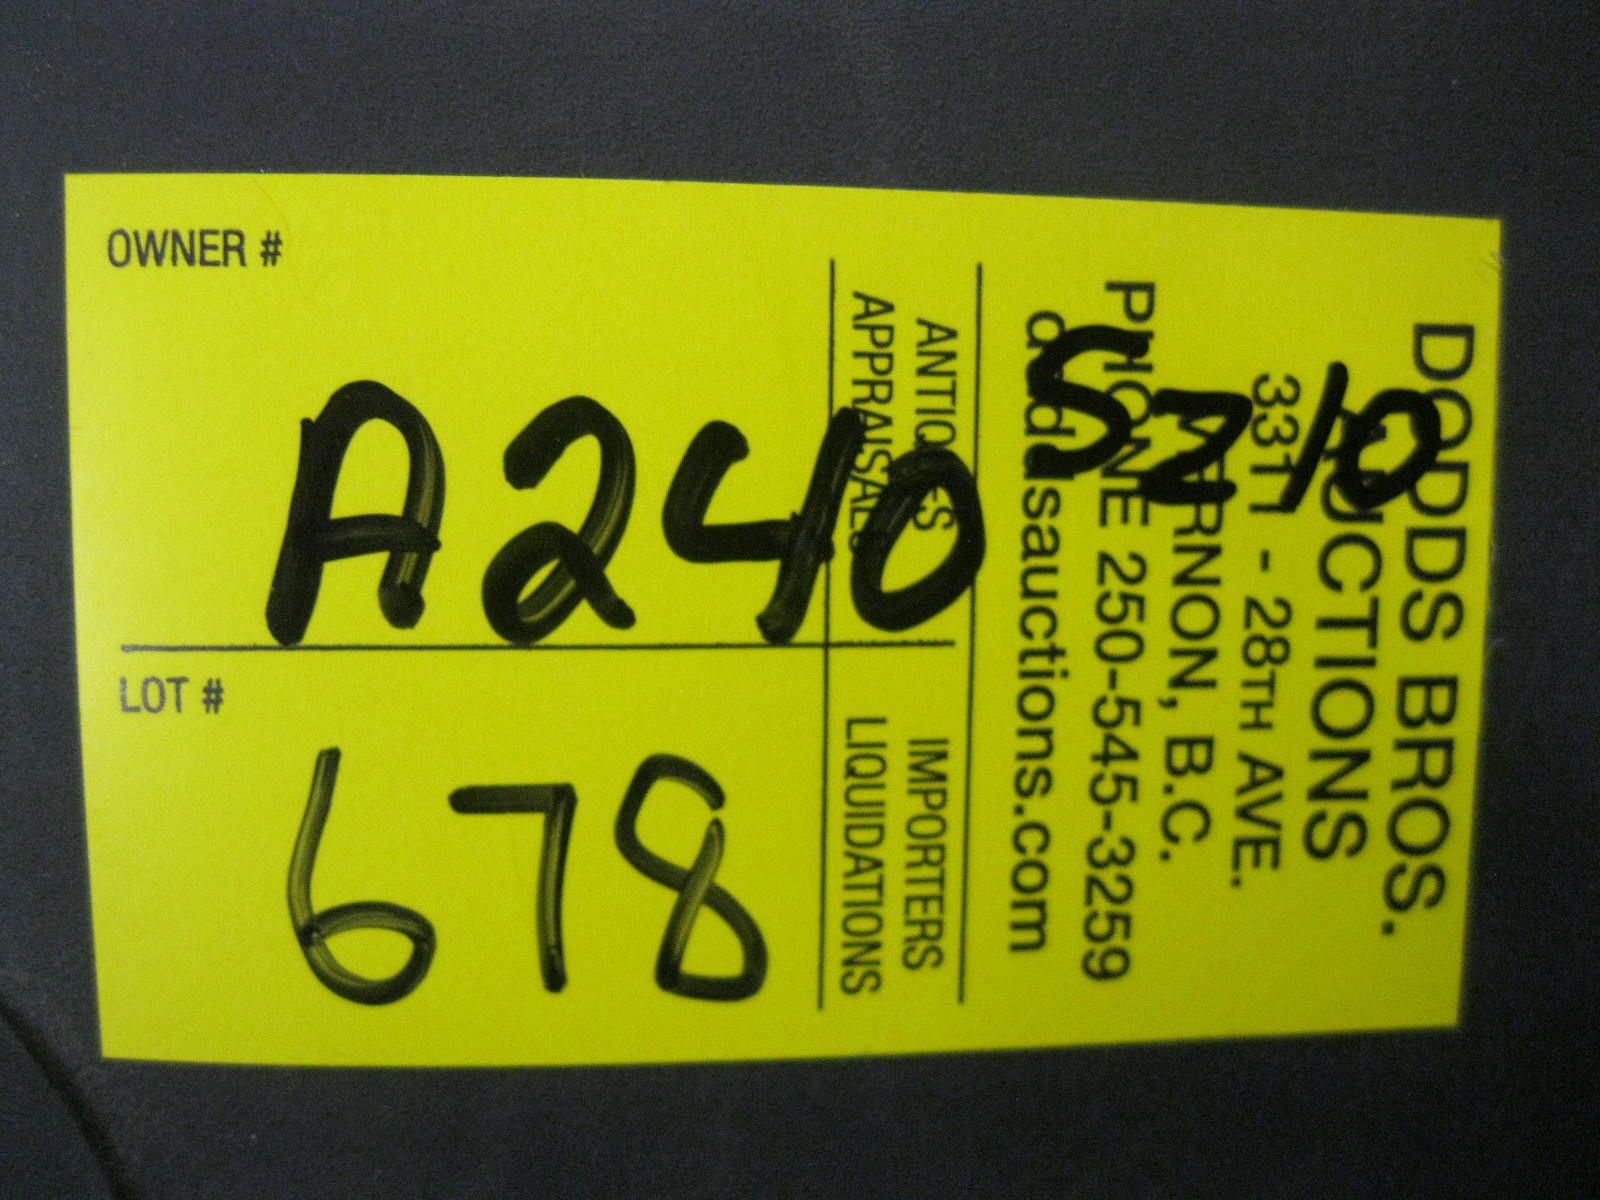 OWNER #
A240
LOT #
678
ANTIQUES
APPRAISALS
IMPORTERS
LIQUIDATIONS
DODDS BROS.
AUCTIONS
3311 - 28TH AVE.
VERNON, B.C.
PHONE 250-545-3259
doddsauctions.com